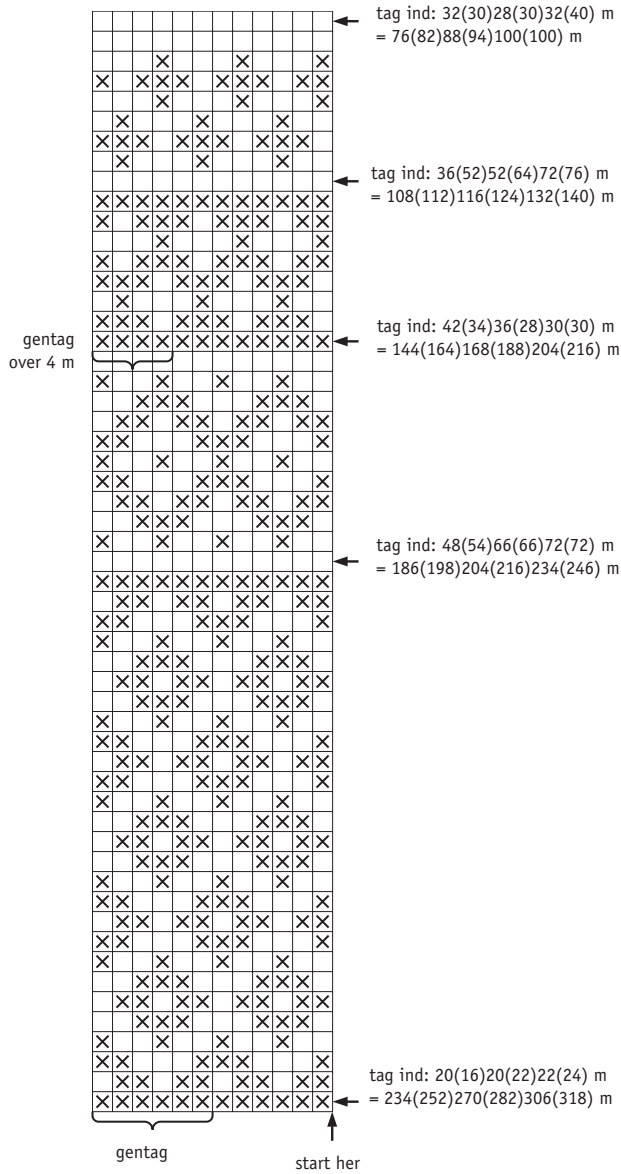 tag ind: 32(30)28(30)32(40) m
= 76(82)88(94)100(100) m
tag ind: 36(52)52(64)72(76) m
= 108(112)116(124)132(140) m
tag ind: 42(34)36(28)30(30) m
= 144(164)168(188)204(216) m
gentag
over 4 m
tag ind: 48(54)66(66)72(72) m
= 186(198)204(216)234(246) m
tag ind: 20(16)20(22)22(24) m
= 234(252)270(282)306(318) m
gentag
start her